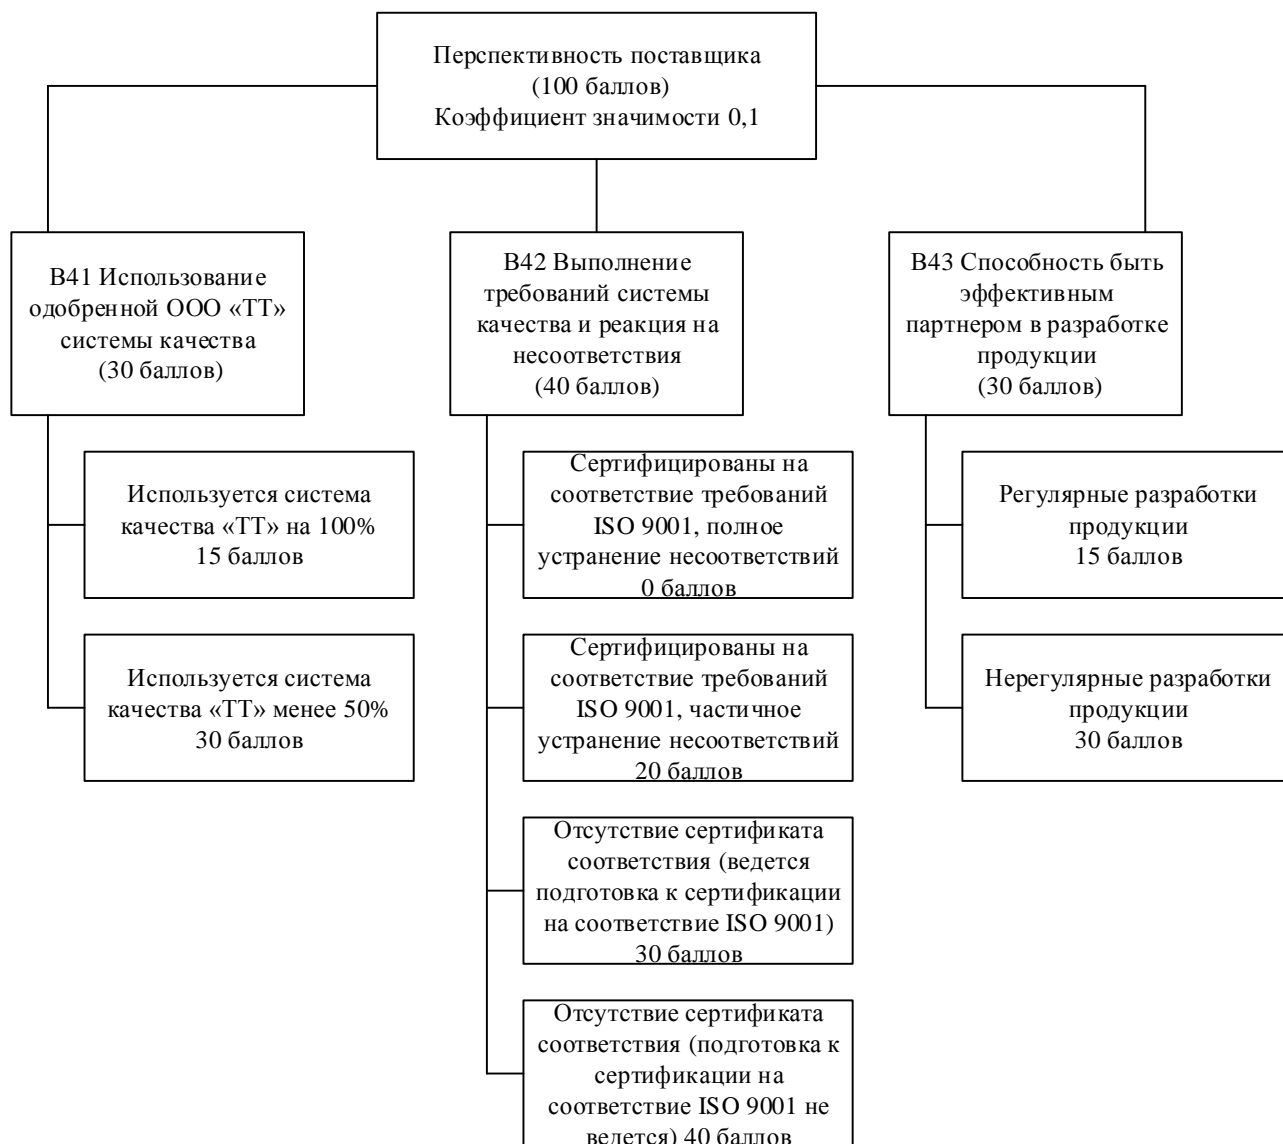 Перспективность поставщика
(100 баллов)
Коэффициент значимости 0,1
В41 Использование
одобренной ООО «ТТ»
системы качества
(30 баллов)
Используется система
качества «ТТ» на 100%
15 баллов
Используется система
качества «ТТ» менее 50%
30 баллов
В42 Выполнение
требований системы
качества и реакция на
несоответствия
(40 баллов)
Сертифицированы на
соответствие требований
ISO 9001, полное
устранение несоответствий
0 баллов
Сертифицированы на
соответствие требований
ISO 9001, частичное
устранение несоответствий
20 баллов
Отсутствие сертификата
соответствия (ведется
подготовка к сертификации
на соответствие ISO 9001)
30 баллов
Отсутствие сертификата
соответствия (подготовка к
сертификации на
соответствие ISO 9001 не
ведется) 40 баллов
В43 Способность быть
эффективным
партнером в разработке
продукции
(30 баллов)
Регулярные разработки
продукции
15 баллов
Нерегулярные разработки
продукции
30 баллов